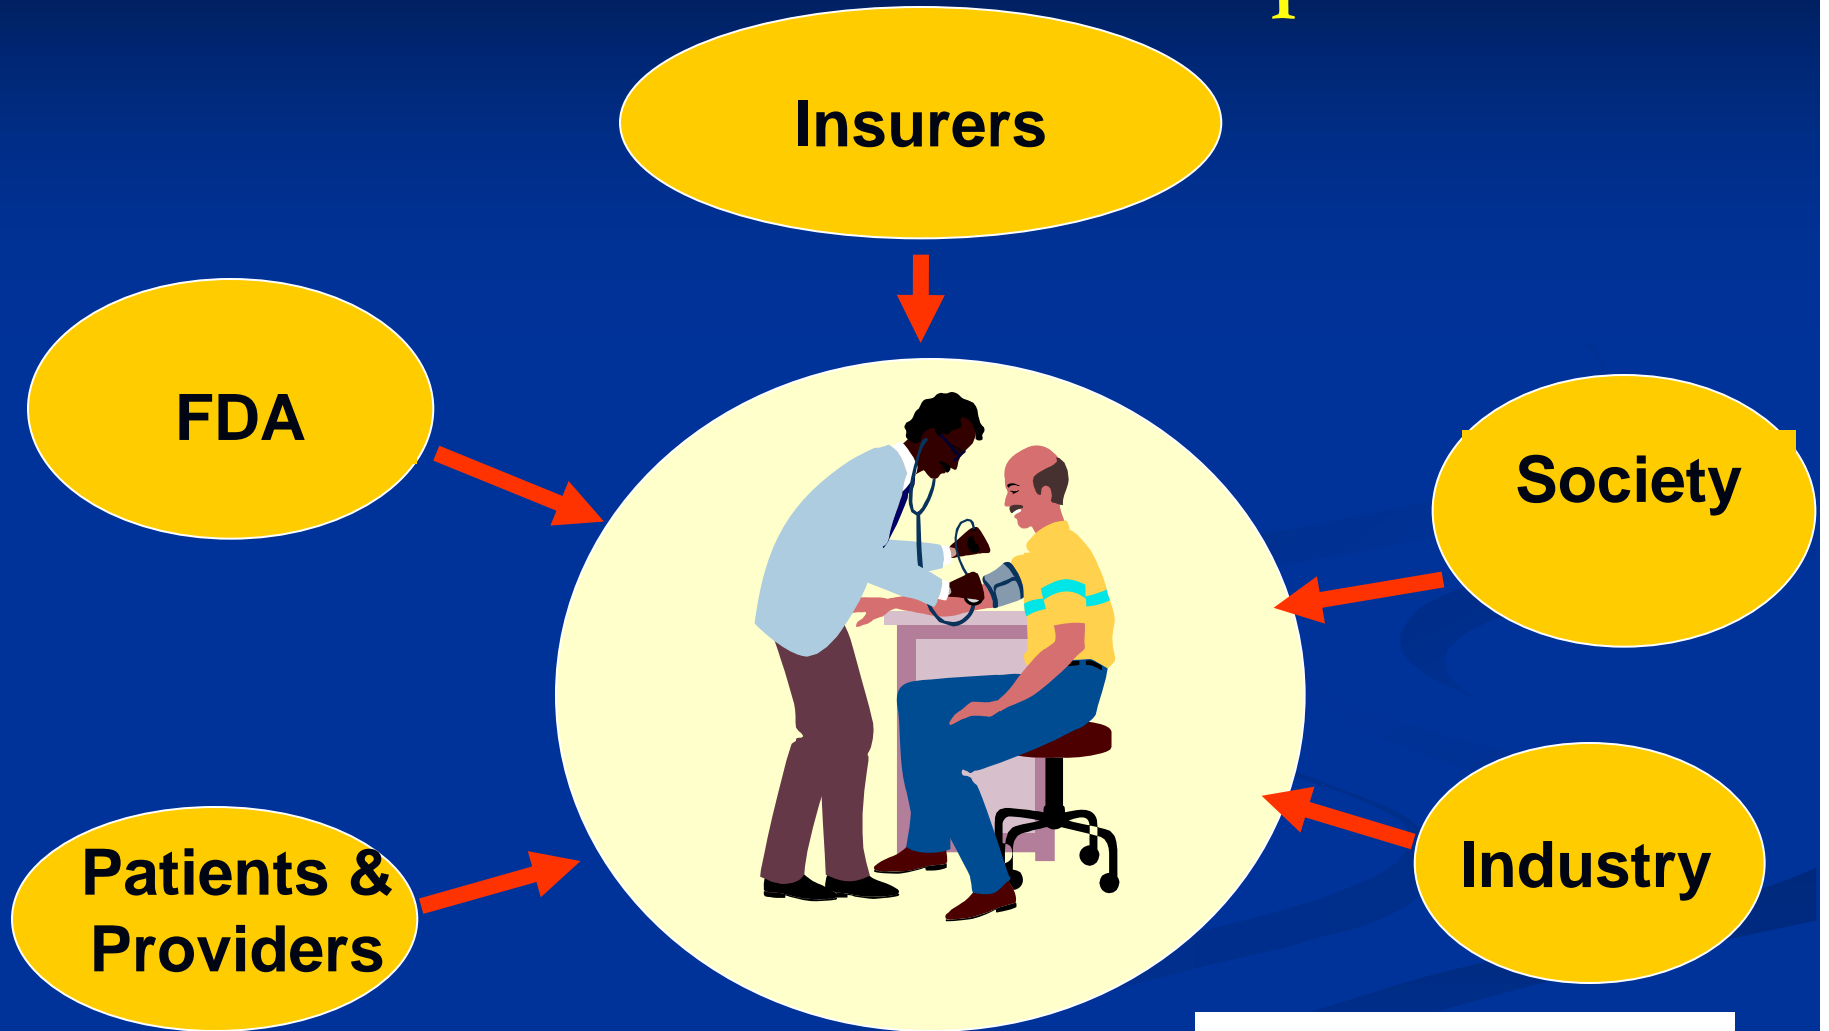 Insurers
FDA
Society
Patients &
Providers
Industry